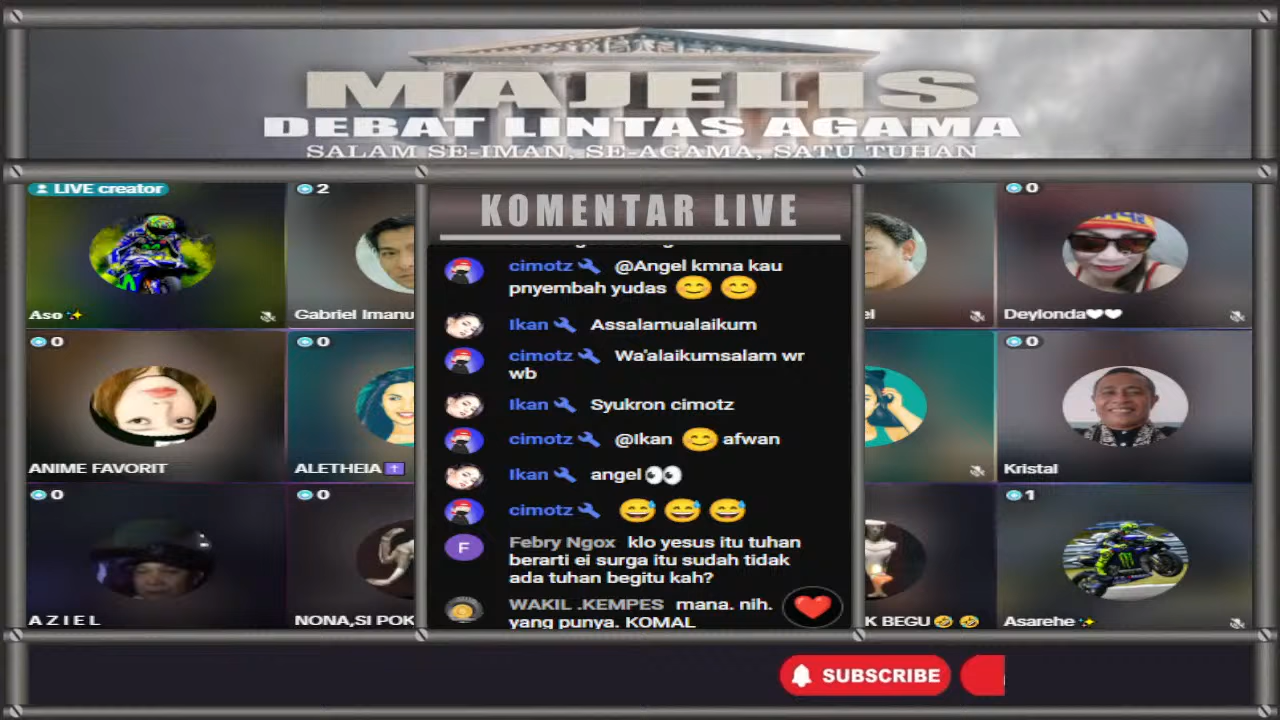 MAJELIS
DEBAT LINTAS AGAMA
SALAM SE-IMAN, SE-AGAMA, SATU TUHAN
LIVE creator
2
0
KOMENTAR LIVE
Aso
Gabriel Imanu
el
Deylonda
cimotz @Angel kmna kau
pnyembah yudas
Ikan Assalamualaikum
cimotz Wa'alaikumsalam wr
wb
Ikan Syukron cimotz
cimotz @Ikan afwan
Ikan angel
cimotz
Febry Ngox klo yesus itu tuhan
berarti ei surga itu sudah tidak
ada tuhan begitu kah?
WAKIL .KEMPES mana. nih.
yang punya. KOMAL
0
0
0
ANIME FAVORIT
ALETHEIA
Kristal
0
0
1
F
A Z I E L
NONA,SI POK
K BEGU
Asarehe
SUBSCRIBE